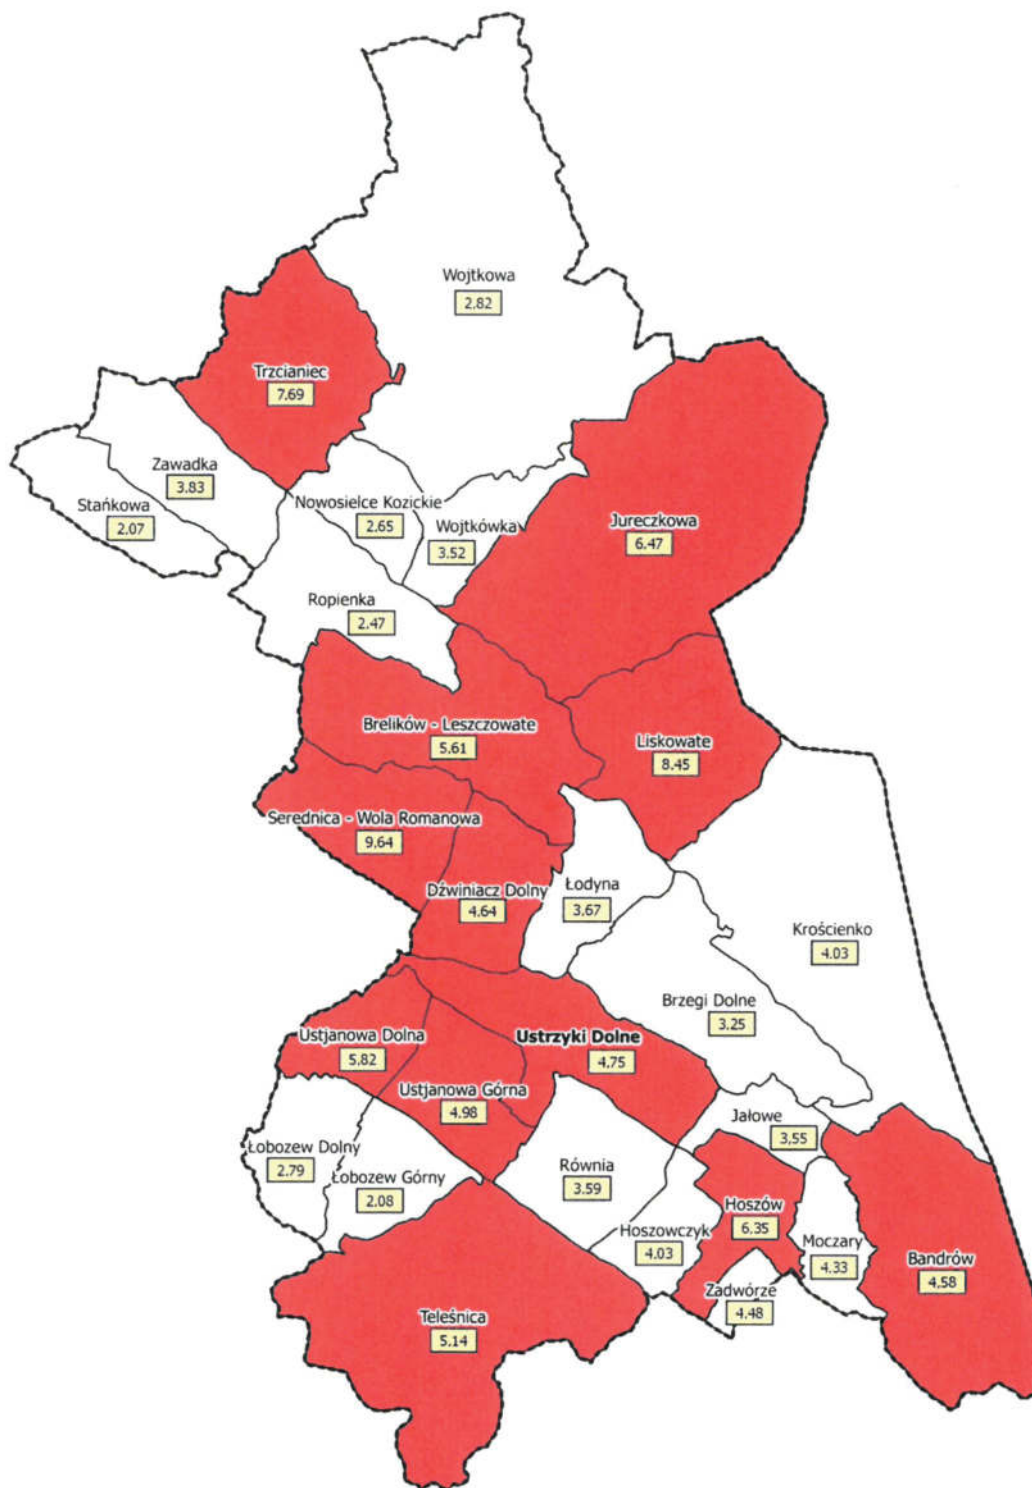 Wojtkowa
2.82
Trzcianiec
7.69
Zawadka
3.83
Stańkowa
2.07
Nowosielce Kozickie
2.65
Wojtkówka
3.52
Jureczkowa
6.47
Ropienka
2.47
Brelików - Leszczowate
5.61
Liskowate
8.45
Serednica - Wola Romanowa
9.64
Dźwiniacz Dolny
4.64
Łodyna
3.67
Krościenko
4.03
Brzegi Dolne
3.25
Ustjanowa Dolna
5.82
Ustrzyki Dolne
4.75
Ustjanowa Górna
4.98
Jałowe
3.55
Łobozew Dolny
2.79
Łobozew Górny
2.08
Równia
3.59
Hoszów
6.35
Hoszowczyk
4.03
Moczary
4.33
Bandrów
4.58
Zadwórze
4.48
Teleśnica
5.14